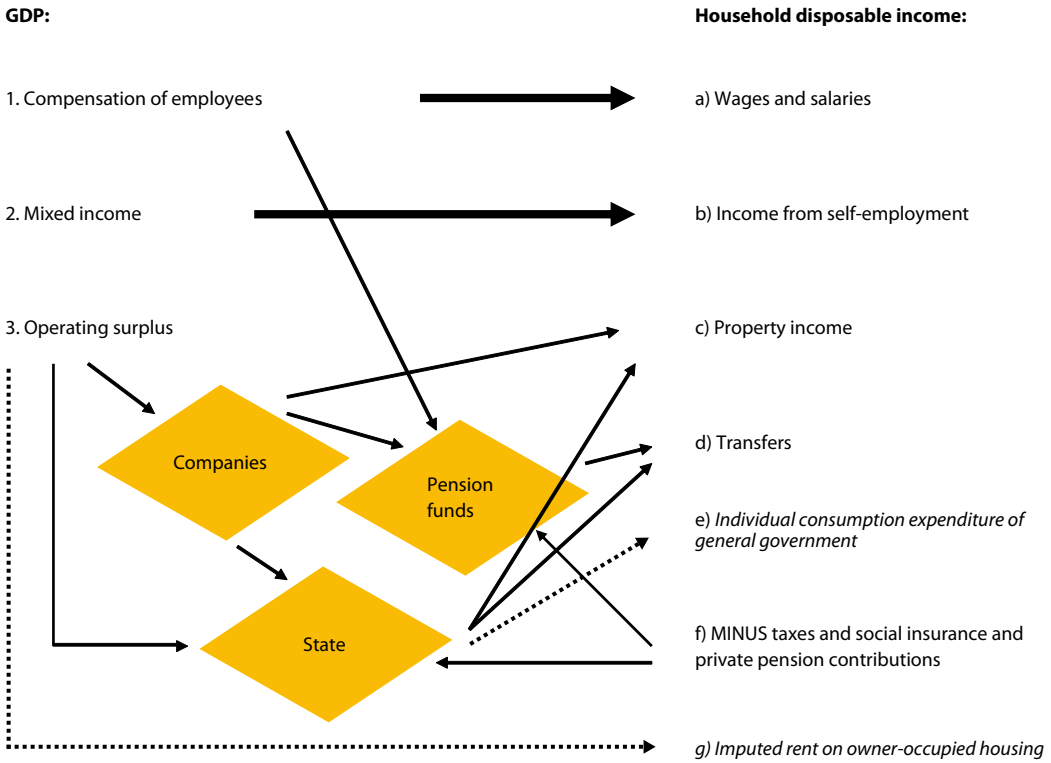 GDP:
Household disposable income:
1. Compensation of employees
a) Wages and salaries
2. Mixed income
b) Income from self-employment
3. Operating surplus
c) Property income
Companies
Pension
funds
d) Transfers
e) Individual consumption expenditure of
general government
State
f) MINUS taxes and social insurance and
private pension contributions
g) Imputed rent on owner-occupied housing